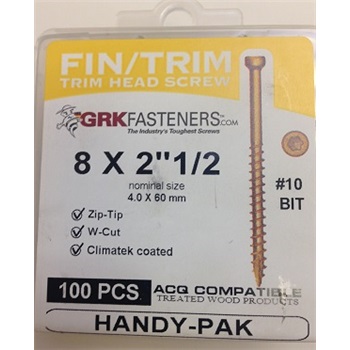 FIN/TRIM
TRIM HEAD SCREW
GRKFASTENERS.COM
The Industry's Toughest Screws
8 X 2"1/2
nominal size
4.0 X 60 mm
#10
BIT
Zip-Tip
W-Cut
Climatek coated
100 PCS.
ACQ COMPATIBLE
TREATED WOOD PRODUCTS
HANDY-PAK